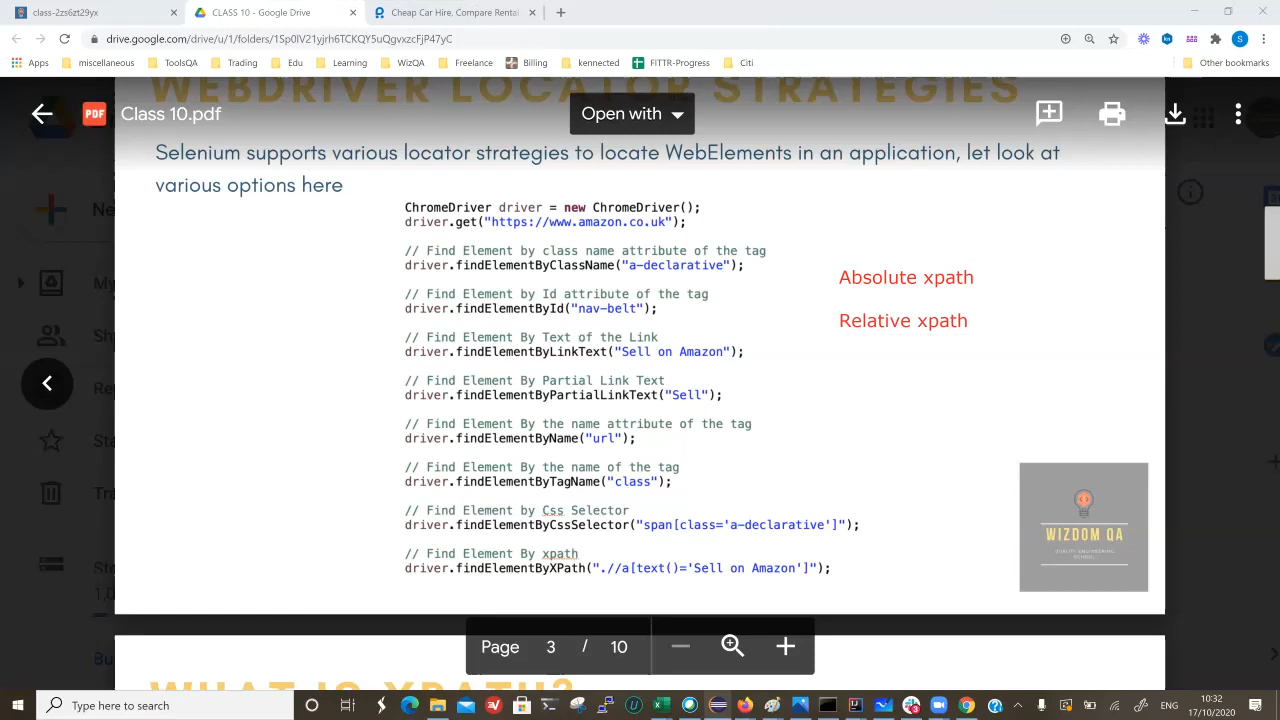 class-2zs6zt29yx
CLASS 10 - Google Drive
Cheap Car Hire, Compare Rental
drive.google.com/drive/u/1/folders/1Sp0lV21yjrh6TCKQY5uQgvxzcFjP47yC
Apps
miscellaneous
ToolsQA
Trading
Edu
Learning
WizQA
Freelance
Billing
kennected
FITTR-Progress
Citi
Other bookmarks
WEBDRIVER LOCATOR STRATEGIES
PDF
Class 10.pdf
Open with
Selenium supports various locator strategies to locate WebElements in an application, let look at
various options here
ChromeDriver driver = new ChromeDriver();
driver.get("https://www.amazon.co.uk");
// Find Element by class name attribute of the tag
driver.findElementByClassName("a-declarative");
// Find Element by Id attribute of the tag
driver.findElementById("nav-belt");
// Find Element By Text of the Link
driver.findElementByLinkText("Sell on Amazon");
// Find Element By Partial Link Text
driver.findElementByPartialLinkText("Sell");
// Find Element By the name attribute of the tag
driver.findElementByName("url");
// Find Element By the name of the tag
driver.findElementByTagName("class");
// Find Element by Css Selector
driver.findElementByCssSelector("span[class='a-declarative']");
// Find Element By xpath
driver.findElementByXPath(".//a[text()='Sell on Amazon']");
Absolute xpath
Relative xpath
WIZDOM QA
QUALITY ENGINEERING
SCHOOL
Page 3 / 10
WHAT IS XPATH?
Type here to search
10:32
17/10/2020